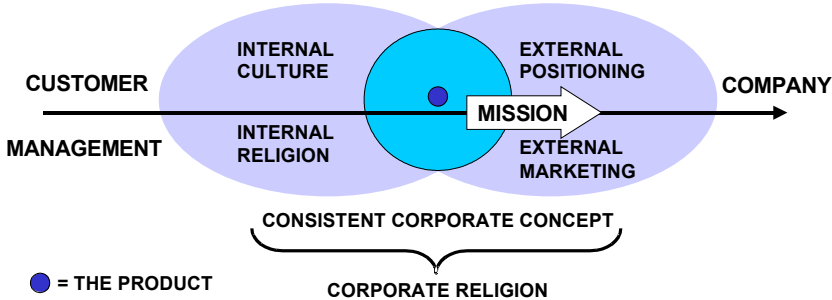 INTERNAL
CULTURE
EXTERNAL
POSITIONING
CUSTOMER
COMPANY
MISSION
MANAGEMENT
INTERNAL
RELIGION
EXTERNAL
MARKETING
CONSISTENT CORPORATE CONCEPT
= THE PRODUCT
CORPORATE RELIGION